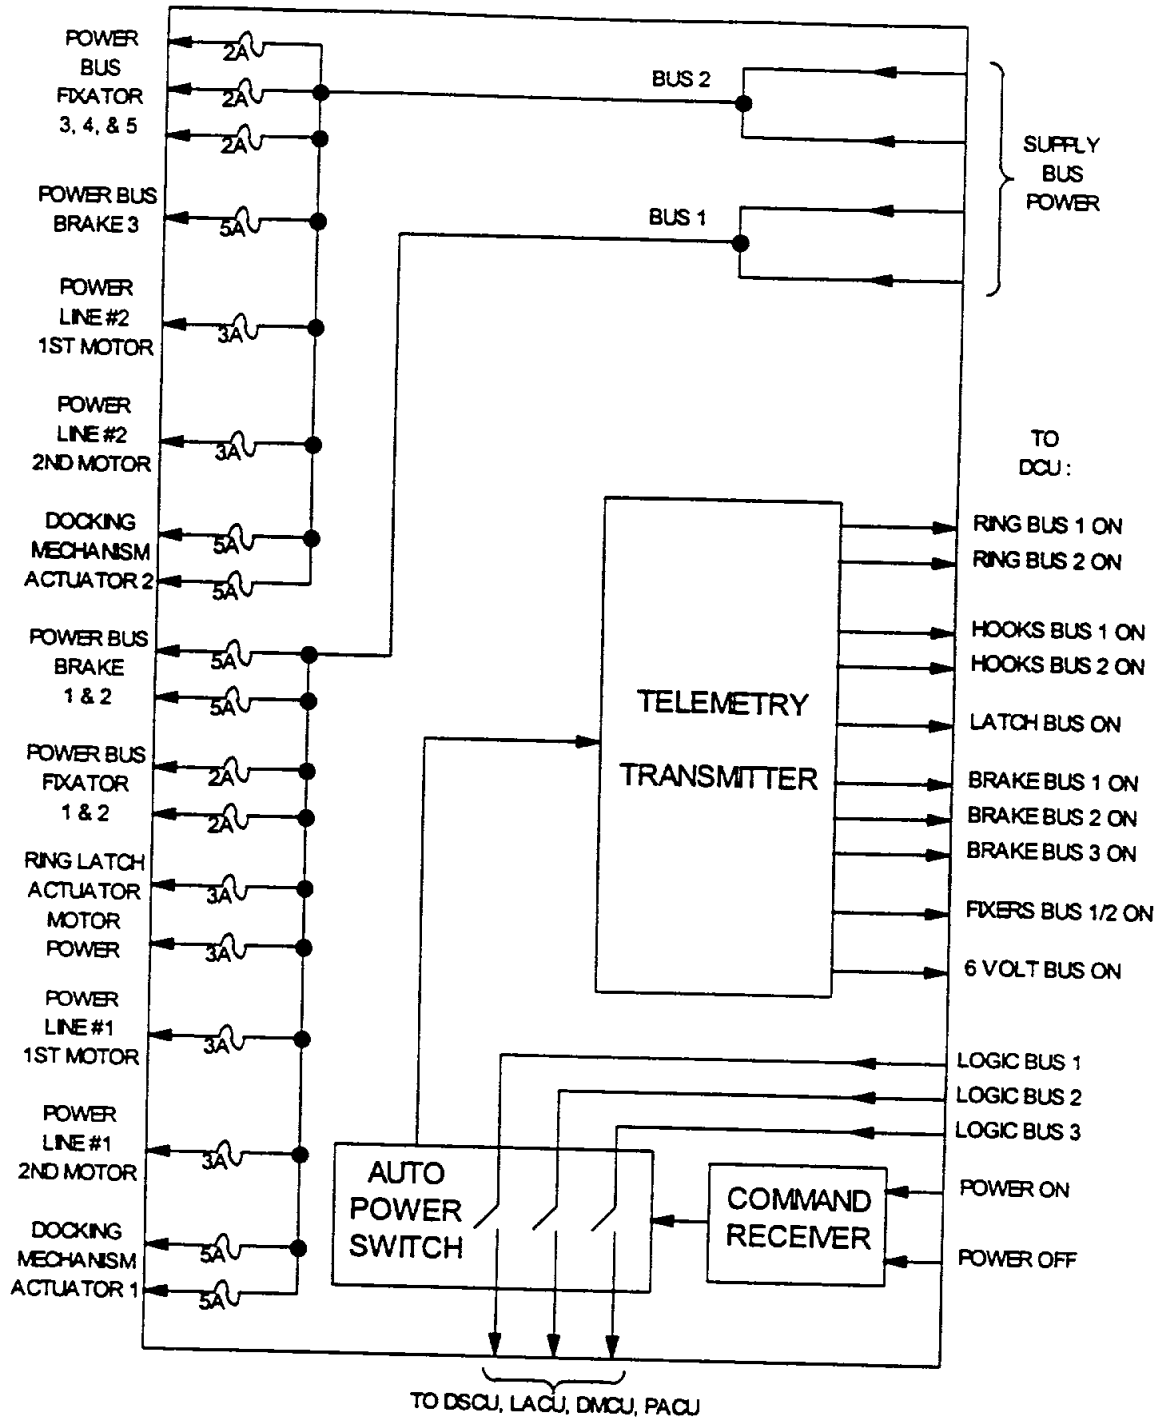 POWER
BUS
FIXATOR
3, 4, & 5
2A
2A
2A
POWER BUS
BRAKE 3
5A
POWER
LINE #2
1ST MOTOR
3A
POWER
LINE #2
2ND MOTOR
3A
DOCKING
MECHANISM
ACTUATOR 2
5A
5A
POWER BUS
BRAKE
1 & 2
5A
5A
POWER BUS
FIXATOR
1 & 2
2A
2A
RING LATCH
ACTUATOR
MOTOR
POWER
3A
3A
POWER
LINE #1
1ST MOTOR
3A
POWER
LINE #1
2ND MOTOR
3A
DOCKING
MECHANISM
ACTUATOR 1
5A
5A
BUS 2
BUS 1
SUPPLY
BUS
POWER
TO
DCU :
TELEMETRY
TRANSMITTER
RING BUS 1 ON
RING BUS 2 ON
HOOKS BUS 1 ON
HOOKS BUS 2 ON
LATCH BUS ON
BRAKE BUS 1 ON
BRAKE BUS 2 ON
BRAKE BUS 3 ON
FIXERS BUS 1/2 ON
6 VOLT BUS ON
LOGIC BUS 1
LOGIC BUS 2
LOGIC BUS 3
AUTO
POWER
SWITCH
COMMAND
RECEIVER
POWER ON
POWER OFF
TO DSCU, LACU, DMCU, PACU